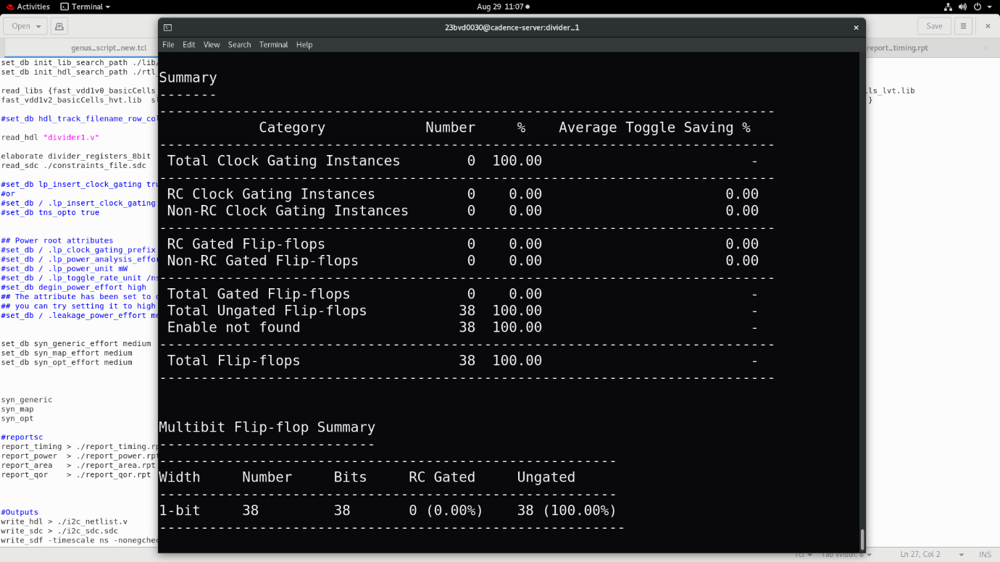 Activities Terminal Aug 29 11:07
Open Save
23bvd0030@cadence-server:divider_1
genus_script_new.tcl report_timing.rpt
File Edit View Search Terminal Help
set_db init_lib_search_path ./lib/
set_db init_hdl_search_path ./rtl
read_libs {fast_vdd1v0_basicCells ls_lvt.lib
fast_vdd1v2_basicCells_hvt.lib sl }
#set_db hdl_track_filename_row_col
read_hdl "divider1.v"
elaborate divider_registers_8bit
read_sdc ./constraints_file.sdc
#set_db lp_insert_clock_gating tru
#or
#set_db / .lp_insert_clock_gating
#set_db tns_opto true
## Power root attributes
#set_db / .lp_clock_gating_prefix
#set_db / .lp_power_analysis_effor
#set_db / .lp_power_unit mW
#set_db / .lp_toggle_rate_unit /ns
#set_db degin_power_effort high
## The attribute has been set to d
## you can try setting it to high
#set_db / .leakage_power_effort me
set_db syn_generic_effort medium
set_db syn_map_effort medium
set_db syn_opt_effort medium
syn_generic
syn_map
syn_opt
#reportsc
report_timing > ./report_timing.rp
report_power > ./report_power.rpt
report_area > ./report_area.rpt
report_qor > ./report_qor.rpt
#Outputs
write_hdl > ./i2c_netlist.v
write_sdc > ./i2c_sdc.sdc
write_sdf -timescale ns -nonegchec
Summary
-------
Category Number % Average Toggle Saving %
Total Clock Gating Instances 0 100.00 -
RC Clock Gating Instances 0 0.00 0.00
Non-RC Clock Gating Instances 0 0.00 0.00
RC Gated Flip-flops 0 0.00 0.00
Non-RC Gated Flip-flops 0 0.00 0.00
Total Gated Flip-flops 0 0.00 -
Total Ungated Flip-flops 38 100.00 -
Enable not found 38 100.00 -
Total Flip-flops 38 100.00 -
Multibit Flip-flop Summary
Width Number Bits RC Gated Ungated
1-bit 38 38 0 (0.00%) 38 (100.00%)
Tcl Tab Width: 8 Ln 27, Col 2 INS